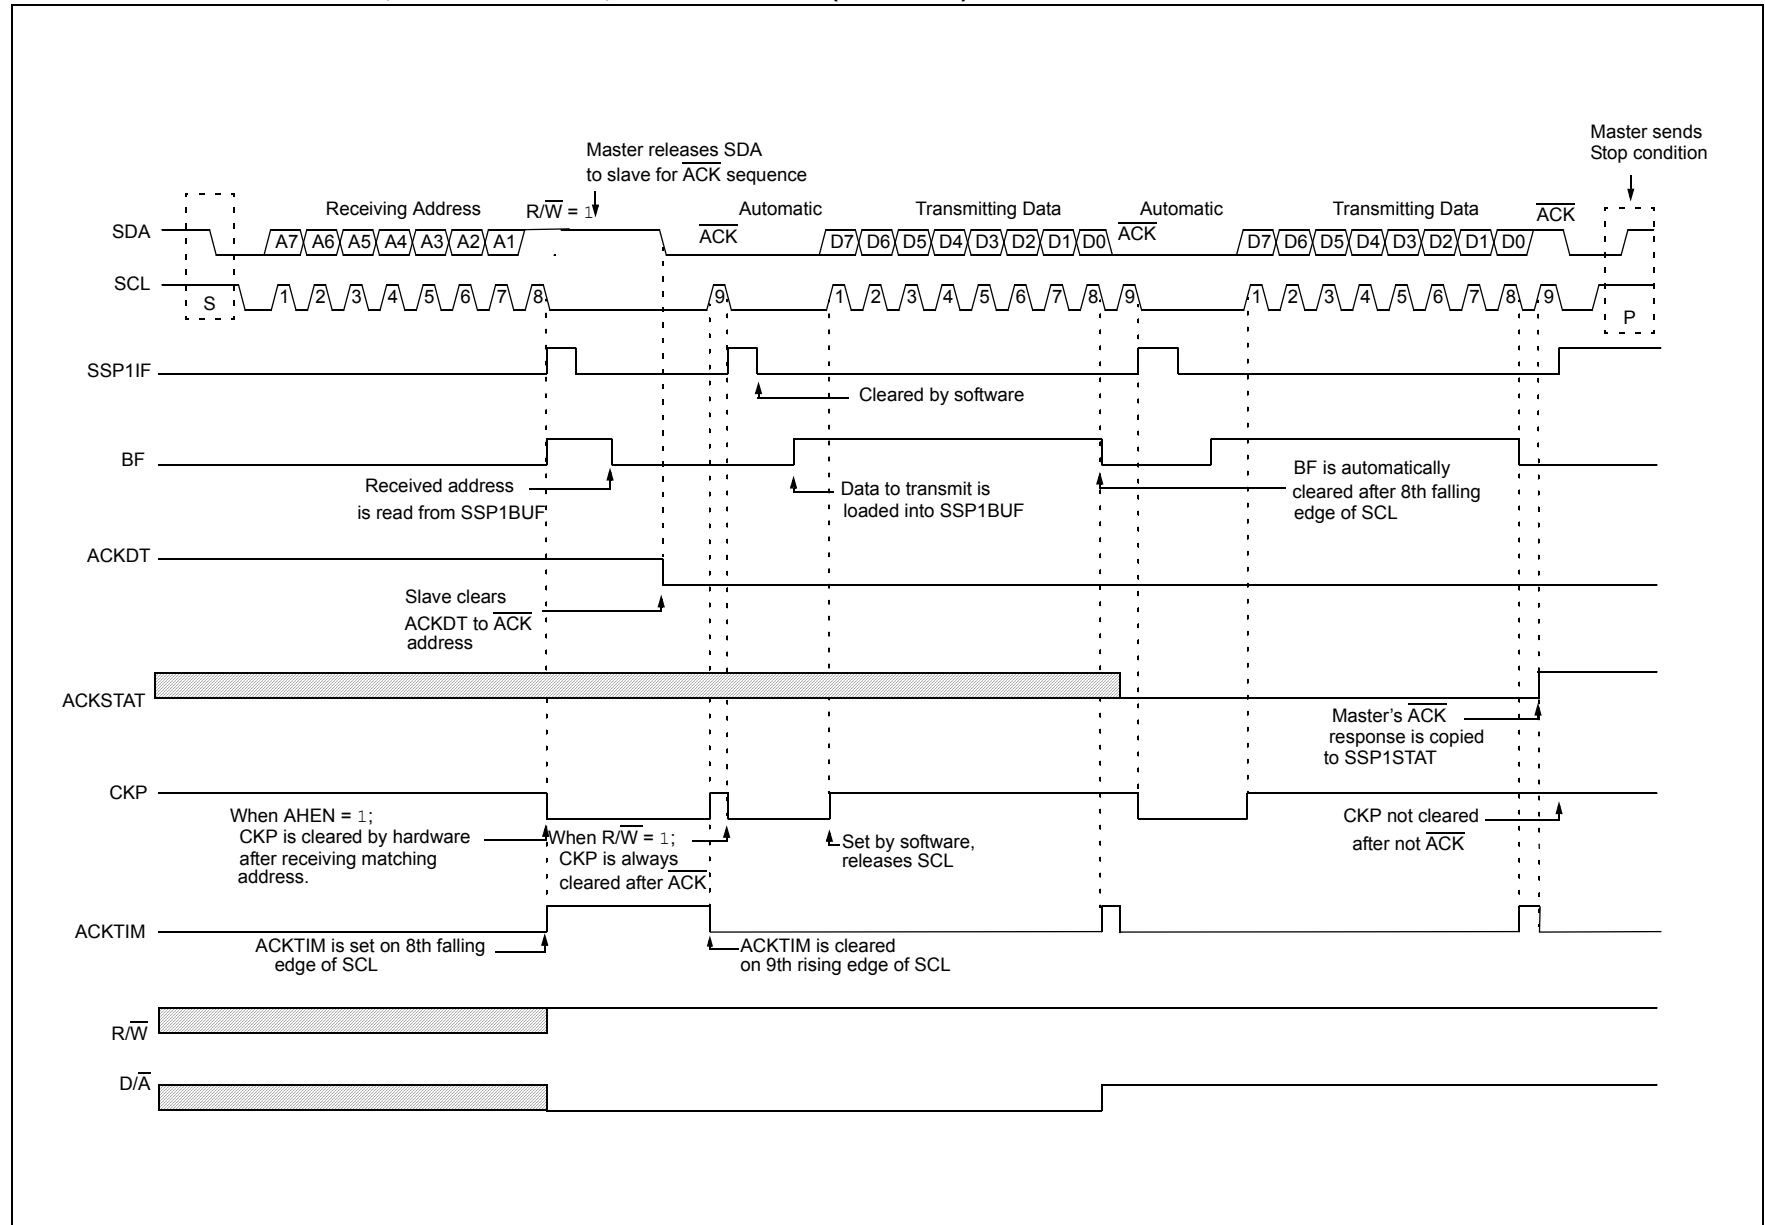 Master sends
Stop condition
Master releases SDA
to slave for A̅C̅K̅ sequence
SDA
Receiving Address
R/W̅ = 1
A̅C̅K̅
Automatic
Transmitting Data
A̅C̅K̅
Automatic
Transmitting Data
A̅C̅K̅
A7 A6 A5 A4 A3 A2 A1
D7 D6 D5 D4 D3 D2 D1 D0
D7 D6 D5 D4 D3 D2 D1 D0
SCL
S
1 2 3 4 5 6 7 8 9
1 2 3 4 5 6 7 8 9
1 2 3 4 5 6 7 8 9
P
SSP1IF
Cleared by software
BF
Received address
is read from SSP1BUF
Data to transmit is
loaded into SSP1BUF
BF is automatically
cleared after 8th falling
edge of SCL
ACKDT
Slave clears
ACKDT to A̅C̅K̅
address
ACKSTAT
Master's A̅C̅K̅
response is copied
to SSP1STAT
CKP
When AHEN = 1;
CKP is cleared by hardware
after receiving matching
address.
When R/W̅ = 1;
CKP is always
cleared after A̅C̅K̅
Set by software,
releases SCL
CKP not cleared
after not A̅C̅K̅
ACKTIM
ACKTIM is set on 8th falling
edge of SCL
ACKTIM is cleared
on 9th rising edge of SCL
R/W̅
D/A̅